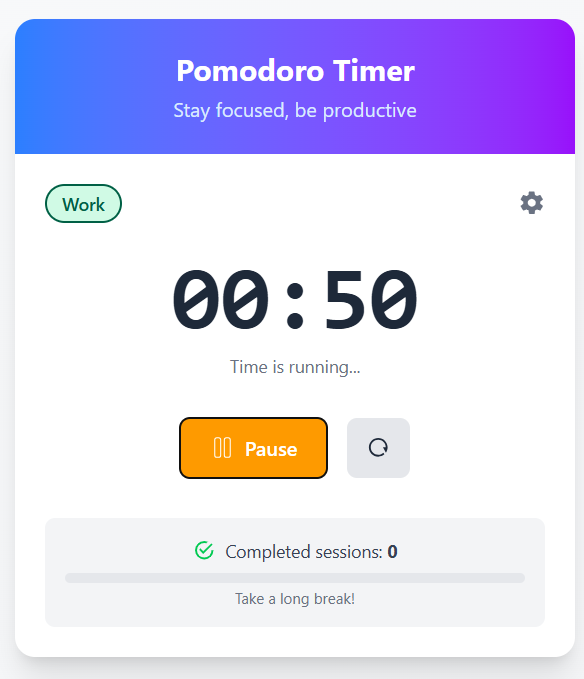 Pomodoro Timer
Stay focused, be productive
Work
00:50
Time is running...
Pause
Completed sessions: 0
Take a long break!